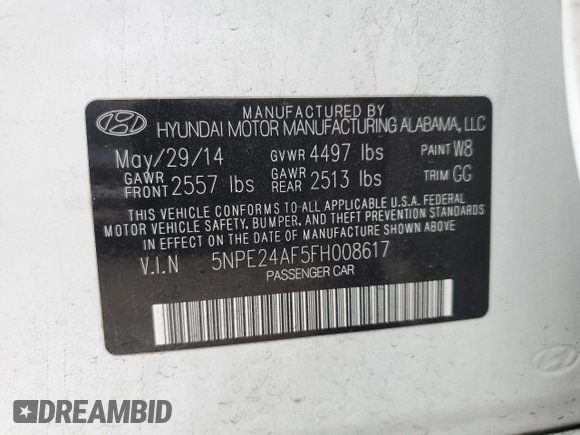 MANUFACTURED BY
HYUNDAI MOTOR MANUFACTURING ALABAMA, LLC
May/29/14 GVWR 4497 lbs PAINT W8
GAWR FRONT 2557 lbs GAWR REAR 2513 lbs TRIM GG
THIS VEHICLE CONFORMS TO ALL APPLICABLE U.S.A. FEDERAL
MOTOR VEHICLE SAFETY, BUMPER, AND THEFT PREVENTION STANDARDS
IN EFFECT ON THE DATE OF MANUFACTURE SHOWN ABOVE.
V.I.N 5NPE24AF5FH008617
PASSENGER CAR
DREAMBID